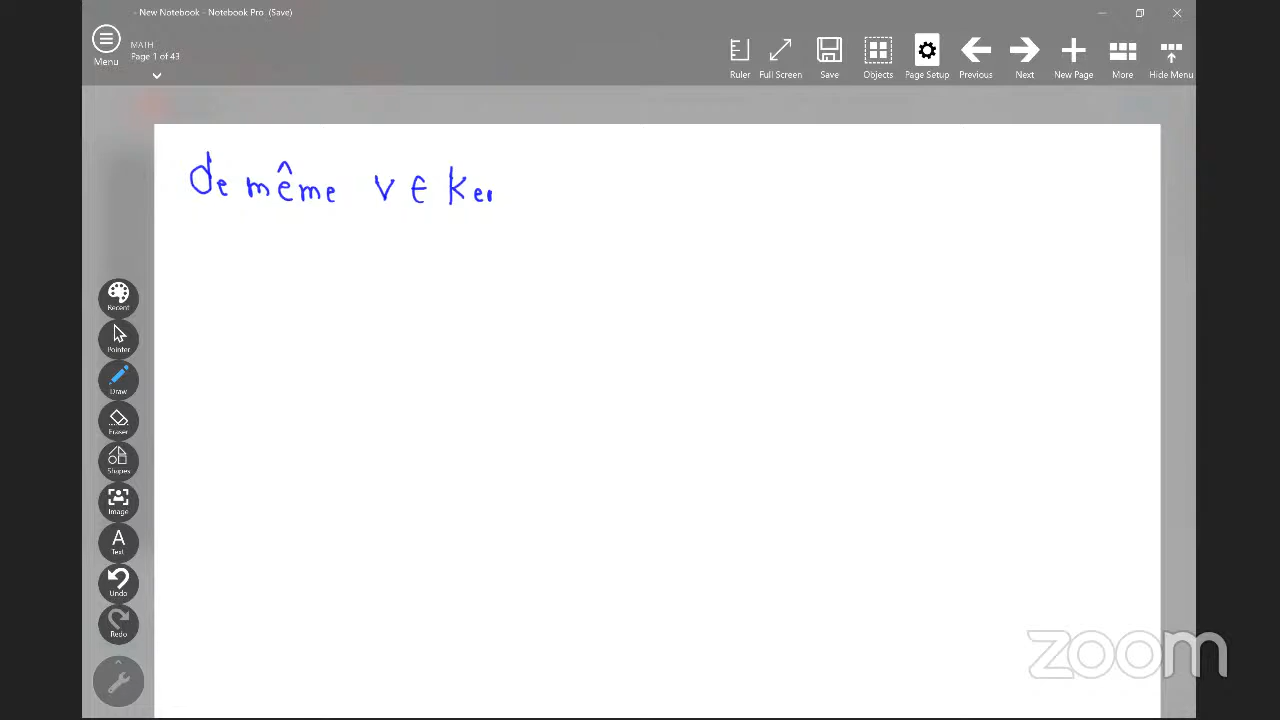 - New Notebook - Notebook Pro (Save)
Menu
MATH
Page 1 of 43
Ruler
Full Screen
Save
Objects
Page Setup
Previous
Next
New Page
More
Hide Menu
de même v ∈ Ke
Recent
Pointer
Draw
Eraser
Shapes
Image
A
Text
Undo
Redo
zoom